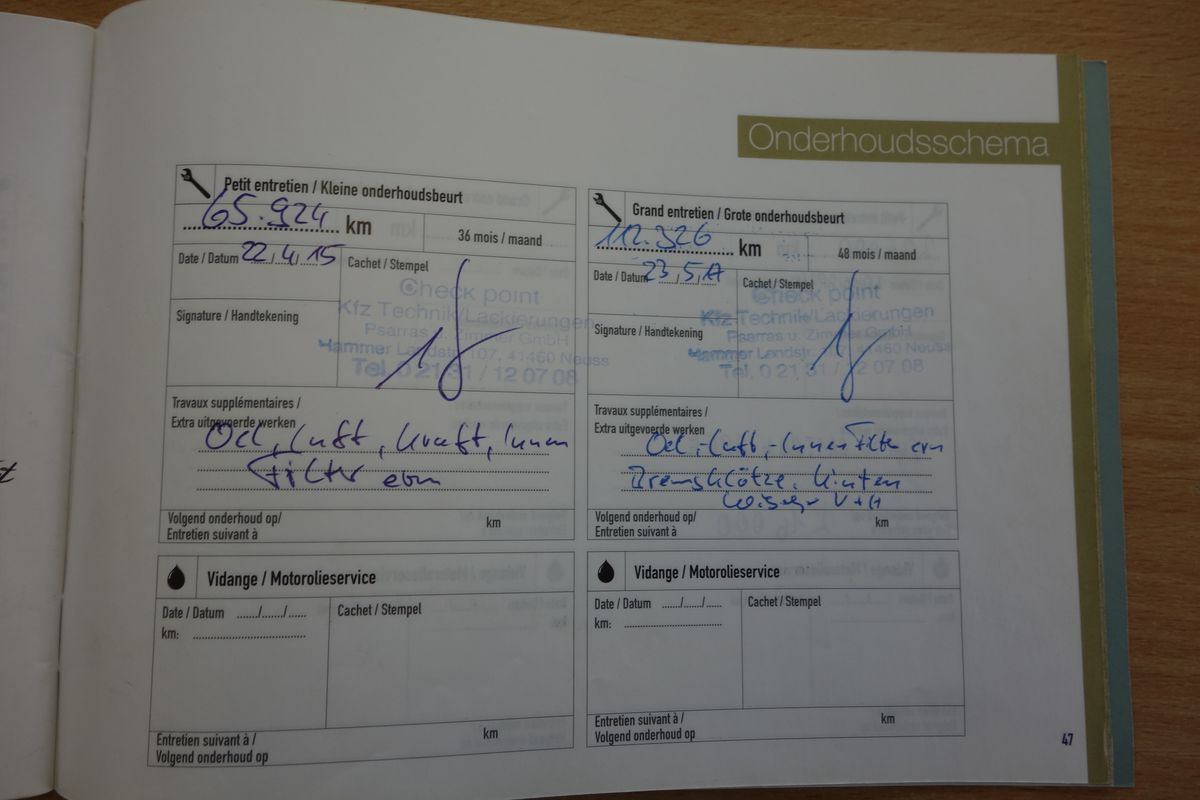 Onderhoudsschema
Petit entretien / Kleine onderhoudsbeurt
65.924 km
36 mois / maand
Date / Datum 22/4/15
Cachet / Stempel
Check point
Kfz Technik/Lackierungen
Psarras u. Zimmer GmbH
Hammer Landstr. 107, 41460 Neuss
Tel. 0 21 31 / 12 07 08
Signature / Handtekening
Travaux supplémentaires /
Extra uitgevoerde werken
Oel, Luft, Kraft, Innen
Filter ern
Volgend onderhoud op/ km
Entretien suivant à
Grand entretien / Grote onderhoudsbeurt
112.326 km
48 mois / maand
Date / Datum 23/5/17
Cachet / Stempel
Check point
Kfz Technik/Lackierungen
Psarras u. Zimmer GmbH
Hammer Landstr. 41460 Neuss
Tel. 0 21 31 / 12 07 08
Signature / Handtekening
Travaux supplémentaires /
Extra uitgevoerde werken
Oel,-Luft,-Innenfilter ern
Bremsklötze hinten
V+H
Volgend onderhoud op/ km
Entretien suivant à
Vidange / Motorolieservice
Date / Datum ....../....../......
Cachet / Stempel
km:
Entretien suivant à / km
Volgend onderhoud op
Vidange / Motorolieservice
Date / Datum ....../....../......
Cachet / Stempel
km:
Entretien suivant à / km
Volgend onderhoud op
47